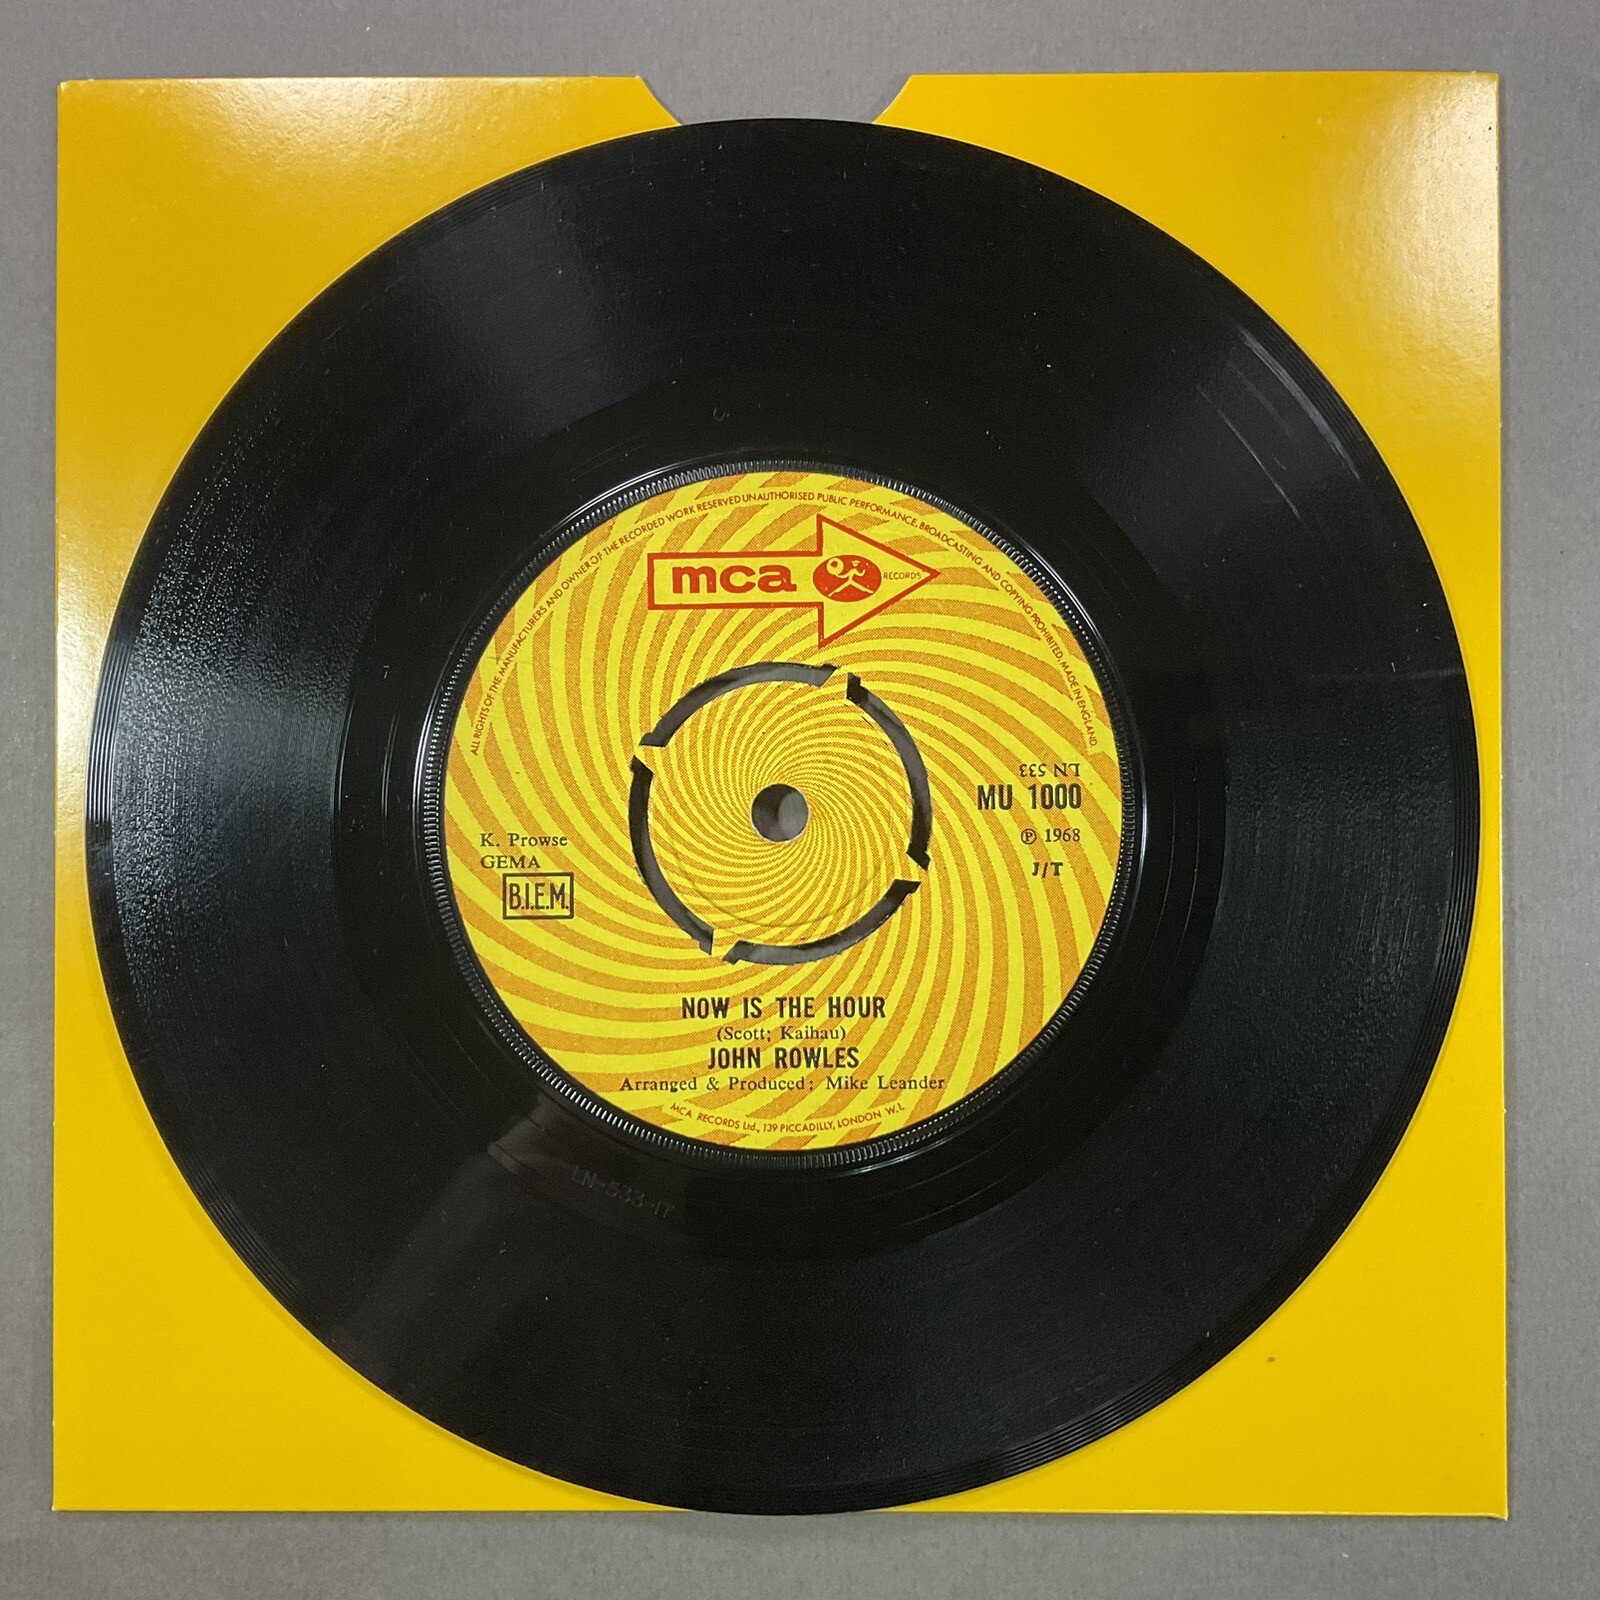 ALL RIGHTS OF THE MANUFACTURERS AND OWNER OF THE RECORDED WORK RESERVED UNAUTHORISED PUBLIC PERFORMANCE, BROADCASTING AND COPYING PROHIBITED. MADE IN ENGLAND.
mca RECORDS
LN 533
MU 1000
℗ 1968
J/T
K. Prowse
GEMA
B.I.E.M.
NOW IS THE HOUR
(Scott; Kaihau)
JOHN ROWLES
Arranged & Produced: Mike Leander
MCA RECORDS Ltd., 139 PICCADILLY, LONDON W.I.
LN-533-1T